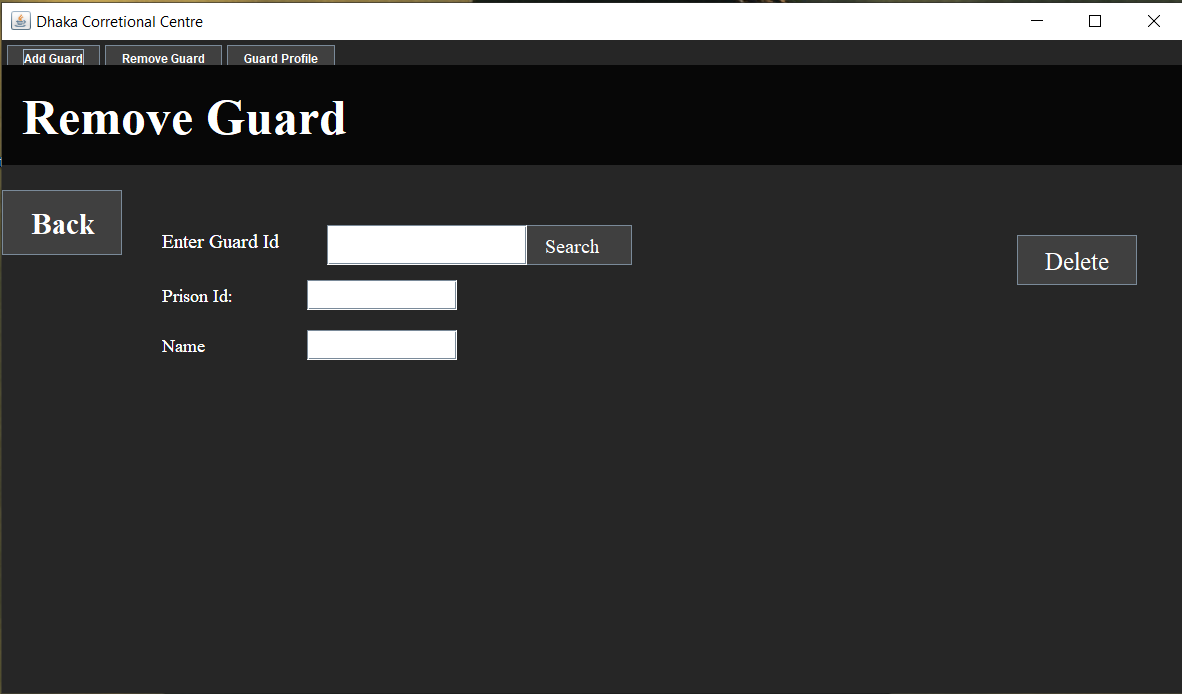 Dhaka Corretional Centre
Add Guard Remove Guard Guard Profile
Remove Guard
Back
Enter Guard Id Search
Delete
Prison Id:
Name